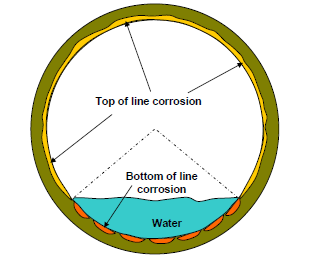 Top of line corrosion
Bottom of line
corrosion
Water